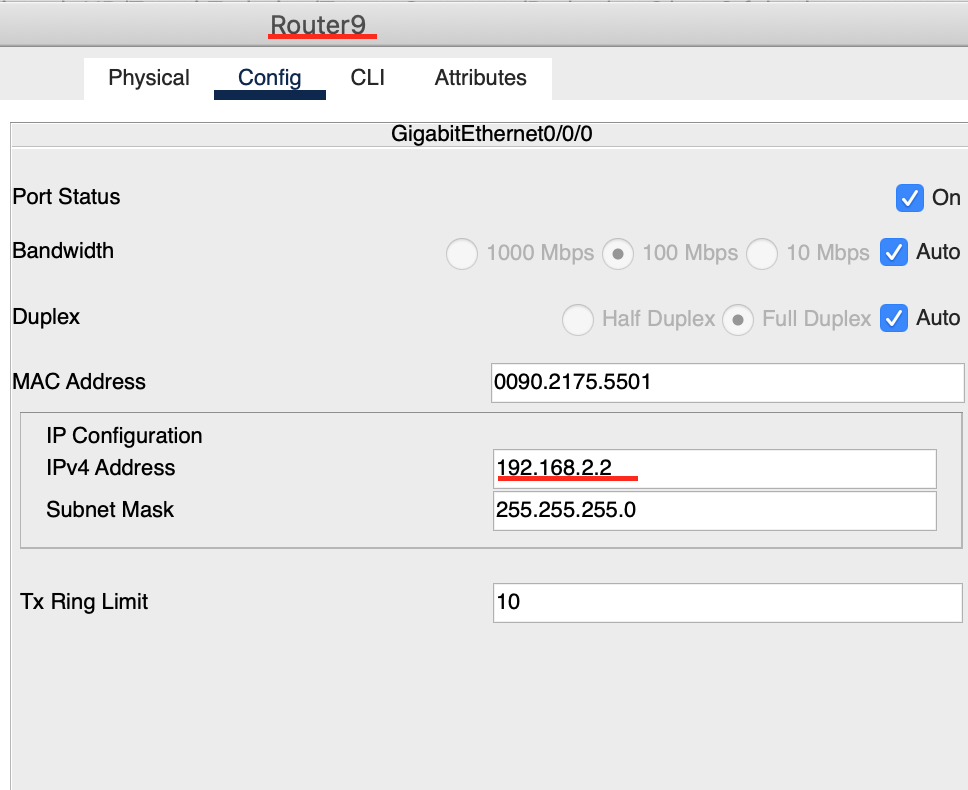 Router9
Physical Config CLI Attributes
GigabitEthernet0/0/0
Port Status On
Bandwidth 1000 Mbps 100 Mbps 10 Mbps Auto
Duplex Half Duplex Full Duplex Auto
MAC Address 0090.2175.5501
IP Configuration
IPv4 Address 192.168.2.2
Subnet Mask 255.255.255.0
Tx Ring Limit 10